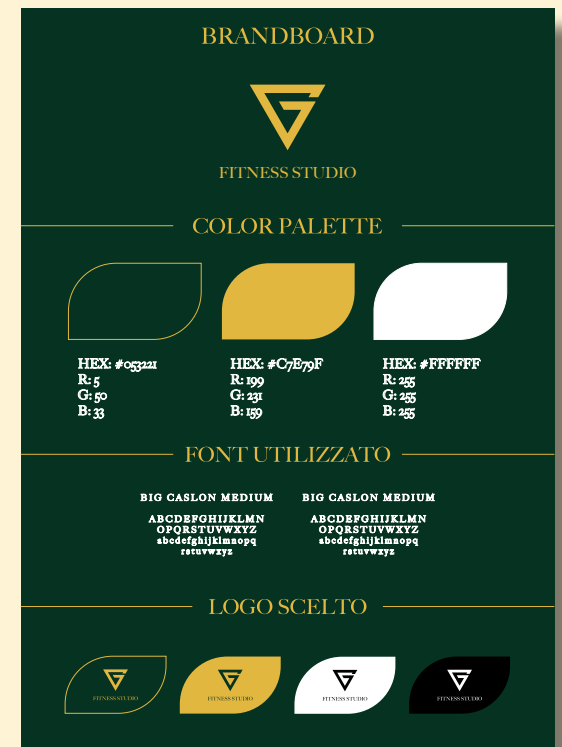 BRANDBOARD
G
FITNESS STUDIO
COLOR PALETTE
HEX: #053221
R: 5
G: 50
B: 33
HEX: #C7E79F
R: 199
G: 231
B: 159
HEX: #FFFFFF
R: 255
G: 255
B: 255
FONT UTILIZZATO
BIG CASLON MEDIUM
ABCDEFGHIJKLMN
OPQRSTUVWXYZ
abcdefghijklmnopq
rstuvwxyz
BIG CASLON MEDIUM
ABCDEFGHIJKLMN
OPQRSTUVWXYZ
abcdefghijklmnopq
rstuvwxyz
LOGO SCELTO
G
FITNESS STUDIO
G
FITNESS STUDIO
G
FITNESS STUDIO
G
FITNESS STUDIO